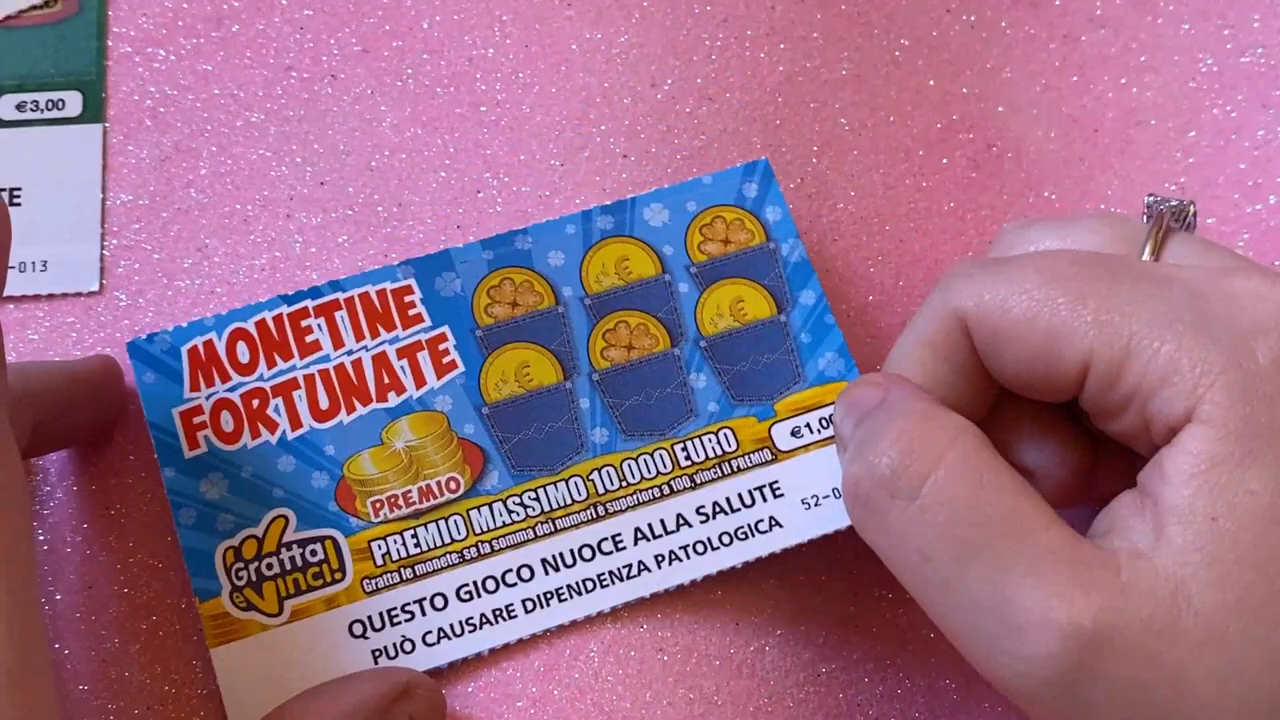 €3,00
-013
MONETINE
FORTUNATE
PREMIO
PREMIO MASSIMO 10.000 EURO
Gratta le monete: se la somma dei numeri è superiore a 100, vinci il PREMIO.
Gratta
e Vinci!
QUESTO GIOCO NUOCE ALLA SALUTE
PUÒ CAUSARE DIPENDENZA PATOLOGICA
€1,00
52-0